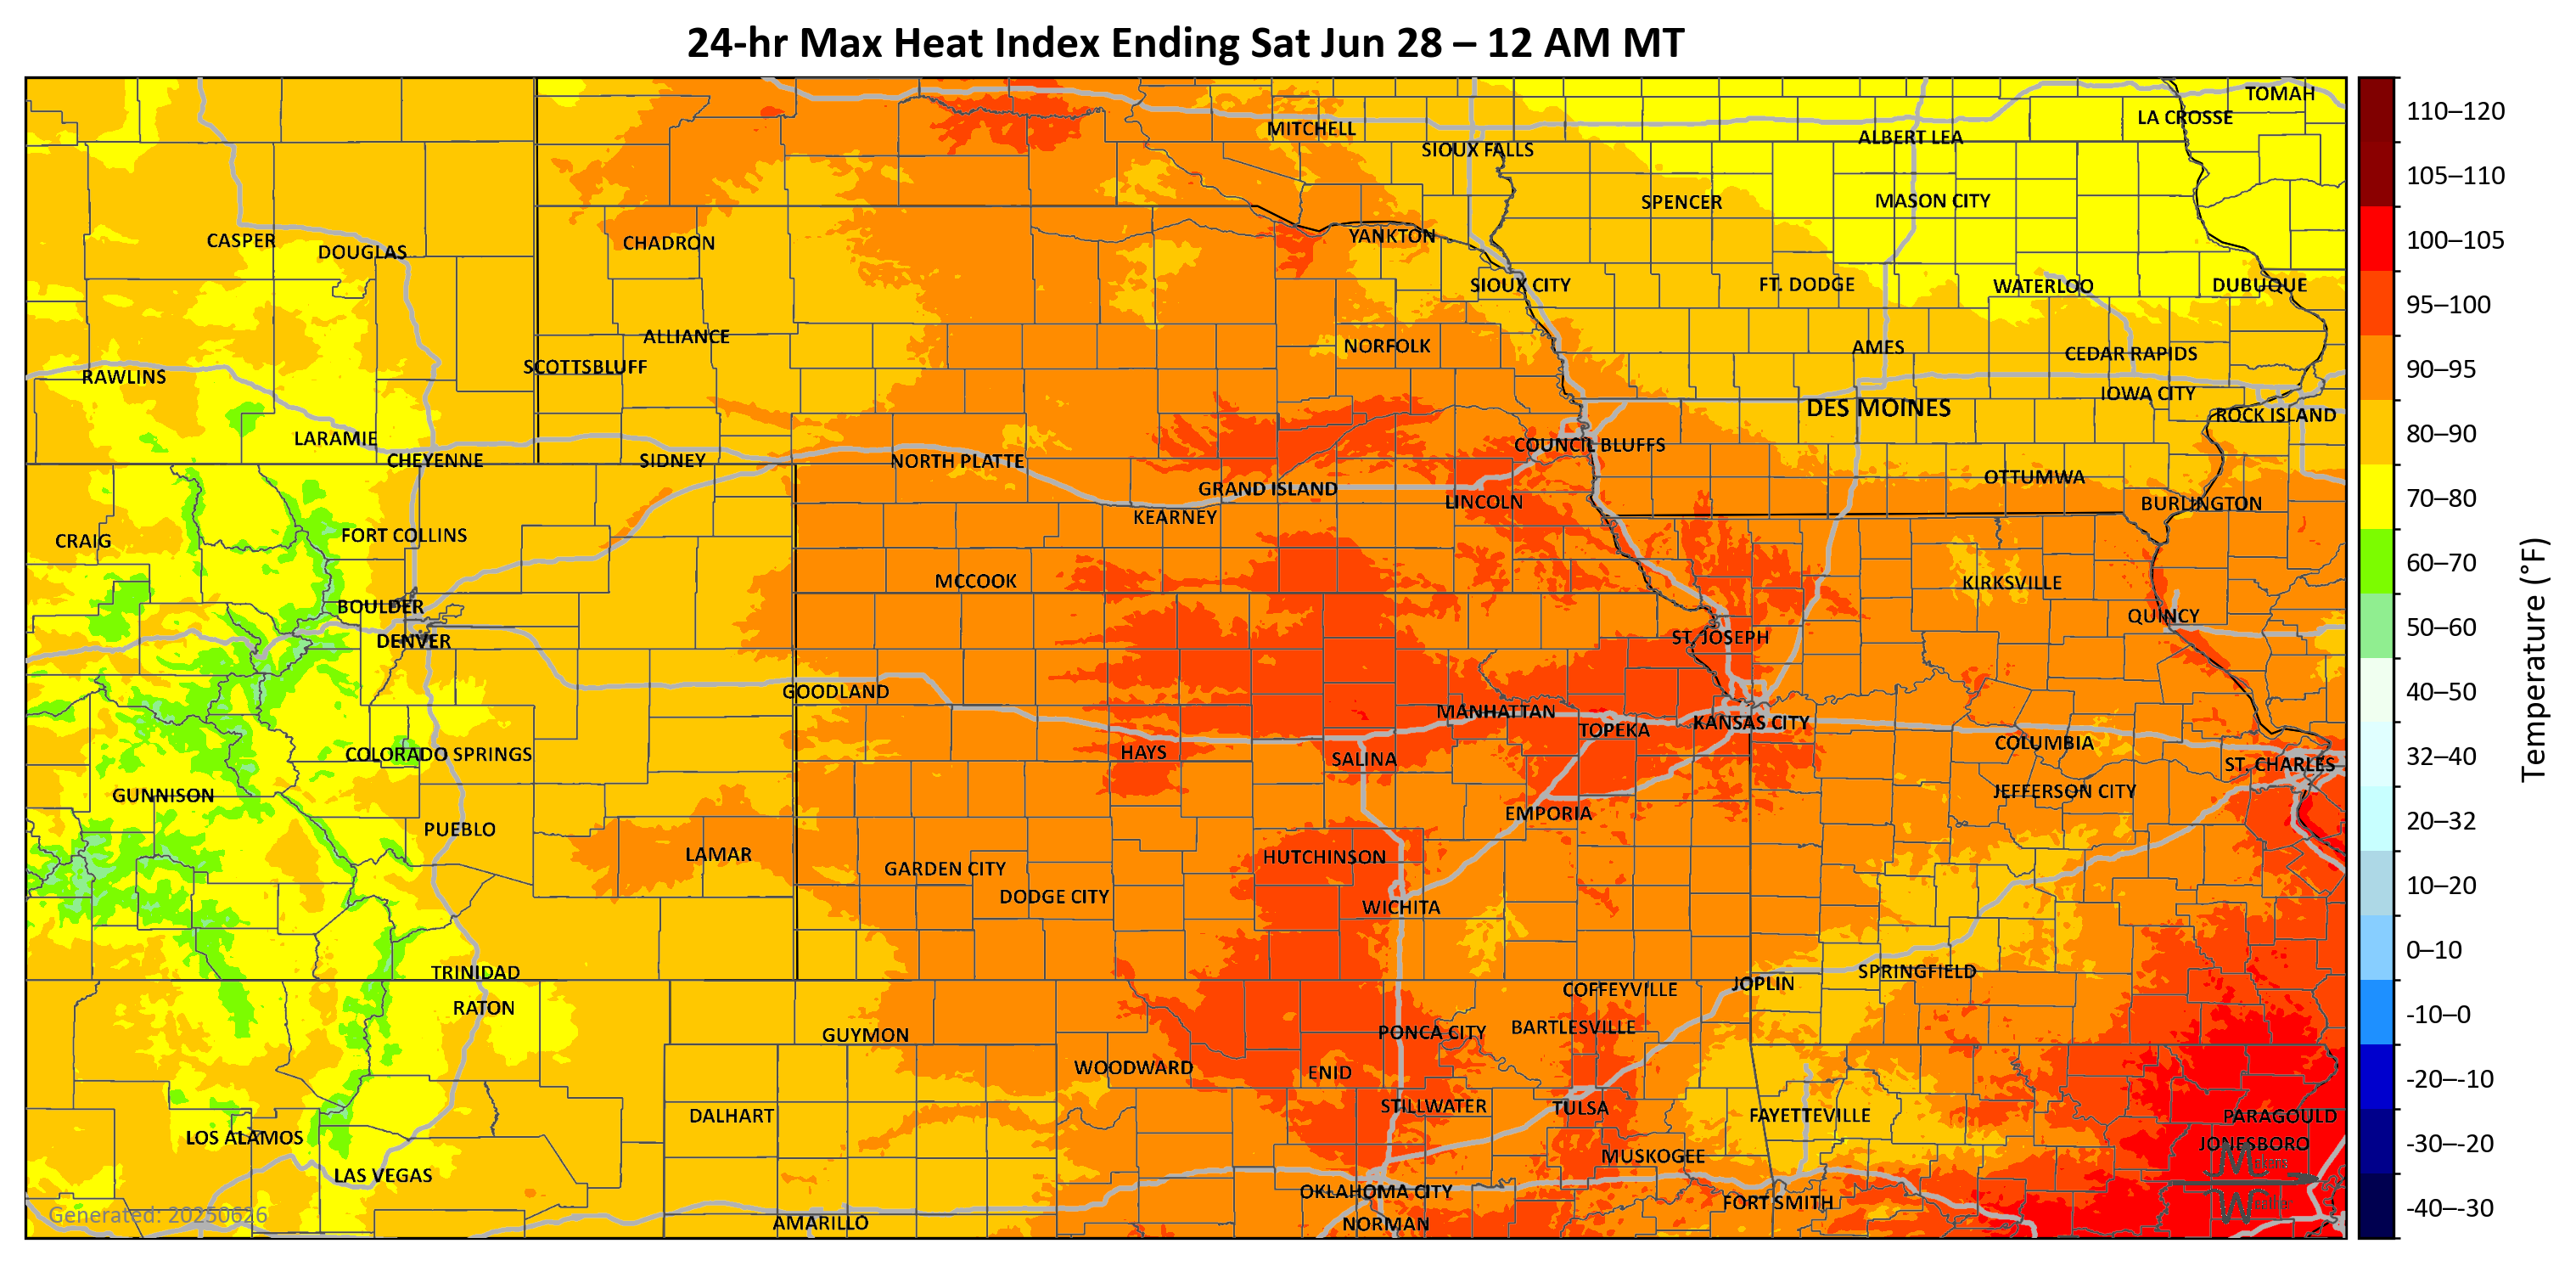 24-hr Max Heat Index Ending Sat Jun 28 – 12 AM MT
TOMAH
LA CROSSE
MITCHELL
ALBERT LEA
SIOUX FALLS
SPENCER
MASON CITY
CASPER
DOUGLAS
CHADRON
YANKTON
SIOUX CITY
FT. DODGE
WATERLOO
DUBUQUE
ALLIANCE
NORFOLK
AMES
CEDAR RAPIDS
SCOTTSBLUFF
RAWLINS
IOWA CITY
DES MOINES
ROCK ISLAND
LARAMIE
COUNCIL BLUFFS
CHEYENNE
SIDNEY
NORTH PLATTE
OTTUMWA
GRAND ISLAND
LINCOLN
BURLINGTON
KEARNEY
FORT COLLINS
CRAIG
MCCOOK
KIRKSVILLE
BOULDER
QUINCY
DENVER
ST. JOSEPH
GOODLAND
MANHATTAN
KANSAS CITY
TOPEKA
COLUMBIA
COLORADO SPRINGS
HAYS
SALINA
ST. CHARLES
GUNNISON
JEFFERSON CITY
EMPORIA
PUEBLO
LAMAR
HUTCHINSON
GARDEN CITY
DODGE CITY
WICHITA
TRINIDAD
SPRINGFIELD
JOPLIN
COFFEYVILLE
RATON
BARTLESVILLE
PONCA CITY
GUYMON
WOODWARD
ENID
STILLWATER
TULSA
DALHART
FAYETTEVILLE
PARAGOULD
LOS ALAMOS
JONESBORO
MUSKOGEE
LAS VEGAS
OKLAHOMA CITY
FORT SMITH
Generated: 20250626
AMARILLO
NORMAN
110–120
105–110
100–105
95–100
90–95
80–90
70–80
60–70
50–60
40–50
32–40
20–32
10–20
0–10
-10–0
-20–-10
-30–-20
-40–-30
Temperature (°F)